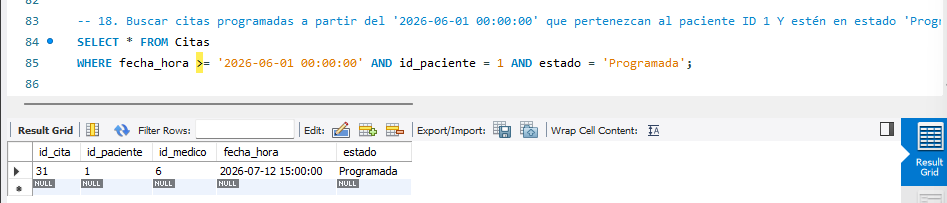 82
83 -- 18. Buscar citas programadas a partir del '2026-06-01 00:00:00' que pertenezcan al paciente ID 1 Y estén en estado 'Progr
84 SELECT * FROM Citas
85 WHERE fecha_hora >= '2026-06-01 00:00:00' AND id_paciente = 1 AND estado = 'Programada';
86
Result Grid Filter Rows: Edit: Export/Import: Wrap Cell Content:
id_cita id_paciente id_medico fecha_hora estado
31 1 6 2026-07-12 15:00:00 Programada
NULL NULL NULL NULL NULL
Result
Grid